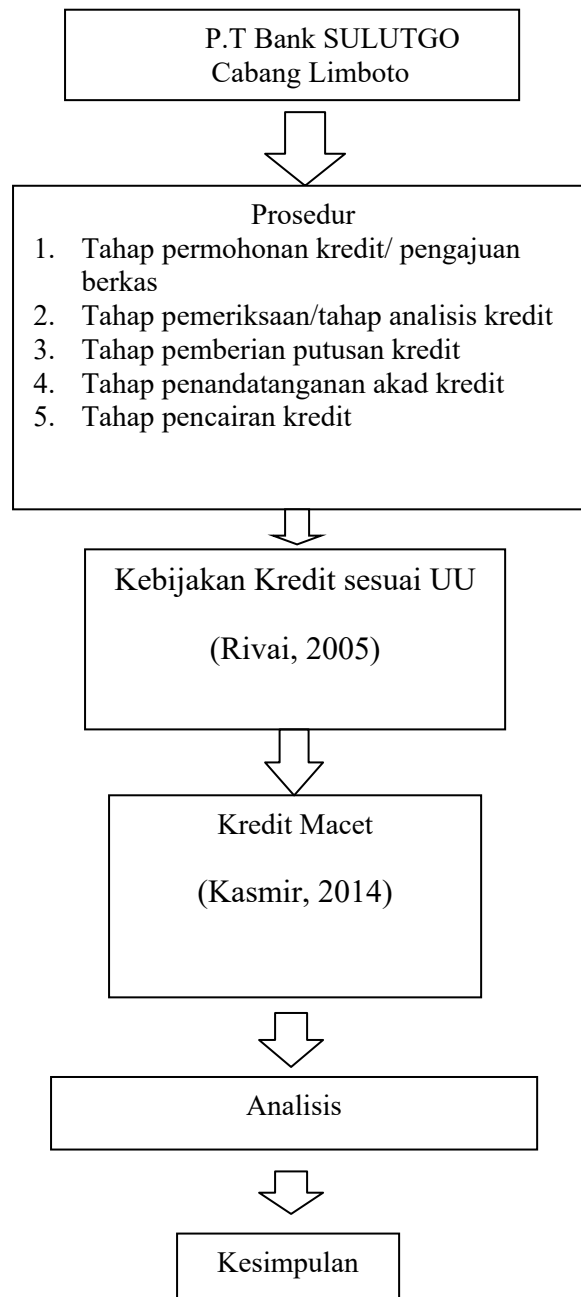 P.T Bank SULUTGO
Cabang Limboto
Prosedur
1. Tahap permohonan kredit/ pengajuan
berkas
2. Tahap pemeriksaan/tahap analisis kredit
3. Tahap pemberian putusan kredit
4. Tahap penandatanganan akad kredit
5. Tahap pencairan kredit
Kebijakan Kredit sesuai UU
(Rivai, 2005)
Kredit Macet
(Kasmir, 2014)
Analisis
Kesimpulan